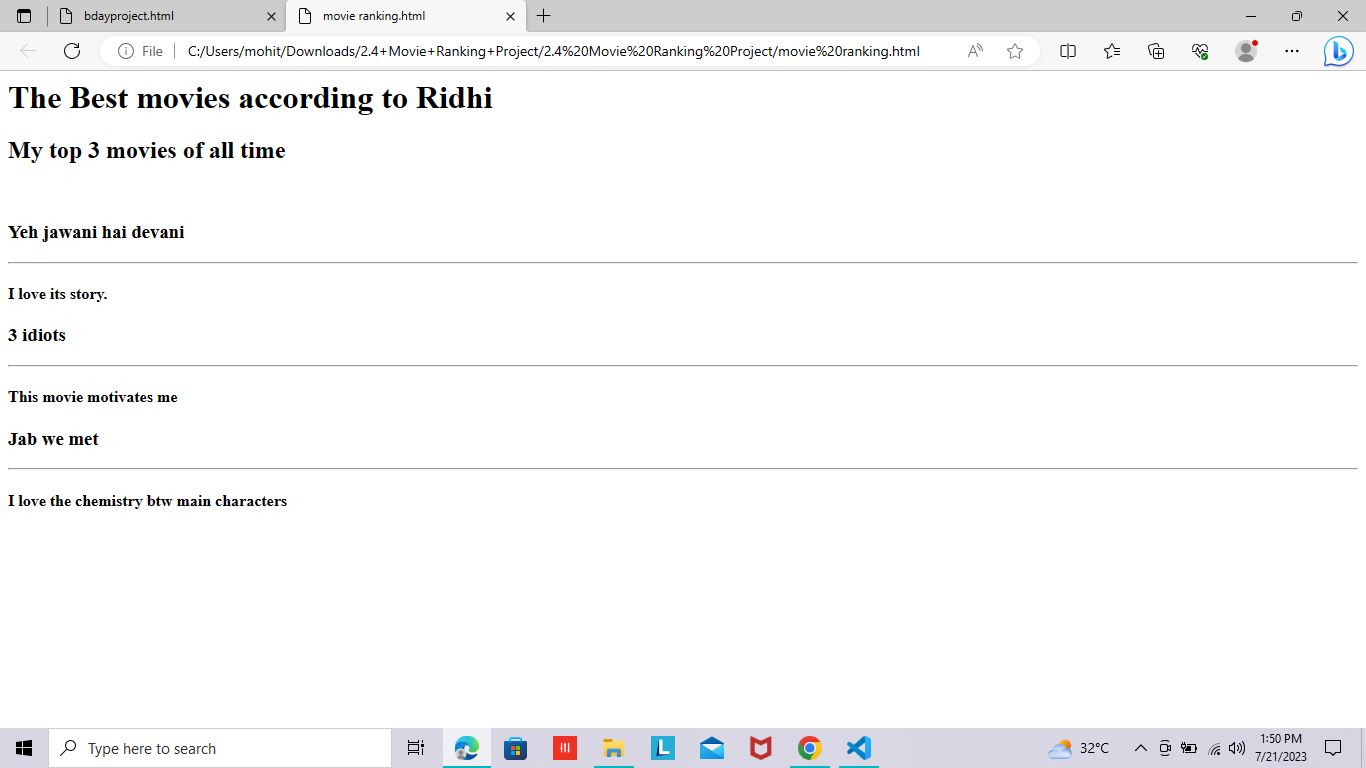 bdayproject.html
movie ranking.html
File
C:/Users/mohit/Downloads/2.4+Movie+Ranking+Project/2.4%20Movie%20Ranking%20Project/movie%20ranking.html
The Best movies according to Ridhi
My top 3 movies of all time
Yeh jawani hai devani
I love its story.
3 idiots
This movie motivates me
Jab we met
I love the chemistry btw main characters
Type here to search
L
32°C
1:50 PM
7/21/2023